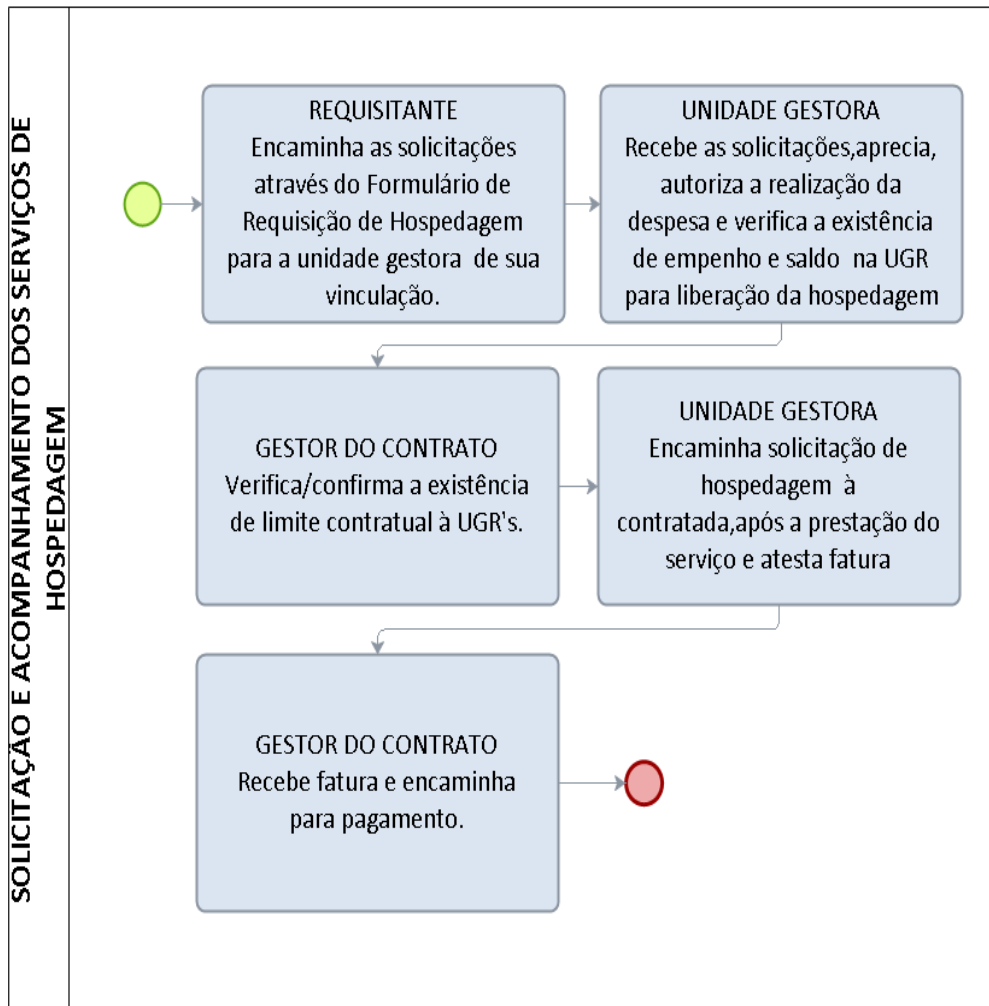 SOLICITAÇÃO E ACOMPANHAMENTO DOS SERVIÇOS DE
HOSPEDAGEM
REQUISITANTE
Encaminha as solicitações
através do Formulário de
Requisição de Hospedagem
para a unidade gestora de sua
vinculação.
UNIDADE GESTORA
Recebe as solicitações,aprecia,
autoriza a realização da
despesa e verifica a existência
de empenho e saldo na UGR
para liberação da hospedagem
GESTOR DO CONTRATO
Verifica/confirma a existência
de limite contratual à UGR's.
UNIDADE GESTORA
Encaminha solicitação de
hospedagem à
contratada,após a prestação do
serviço e atesta fatura
GESTOR DO CONTRATO
Recebe fatura e encaminha
para pagamento.